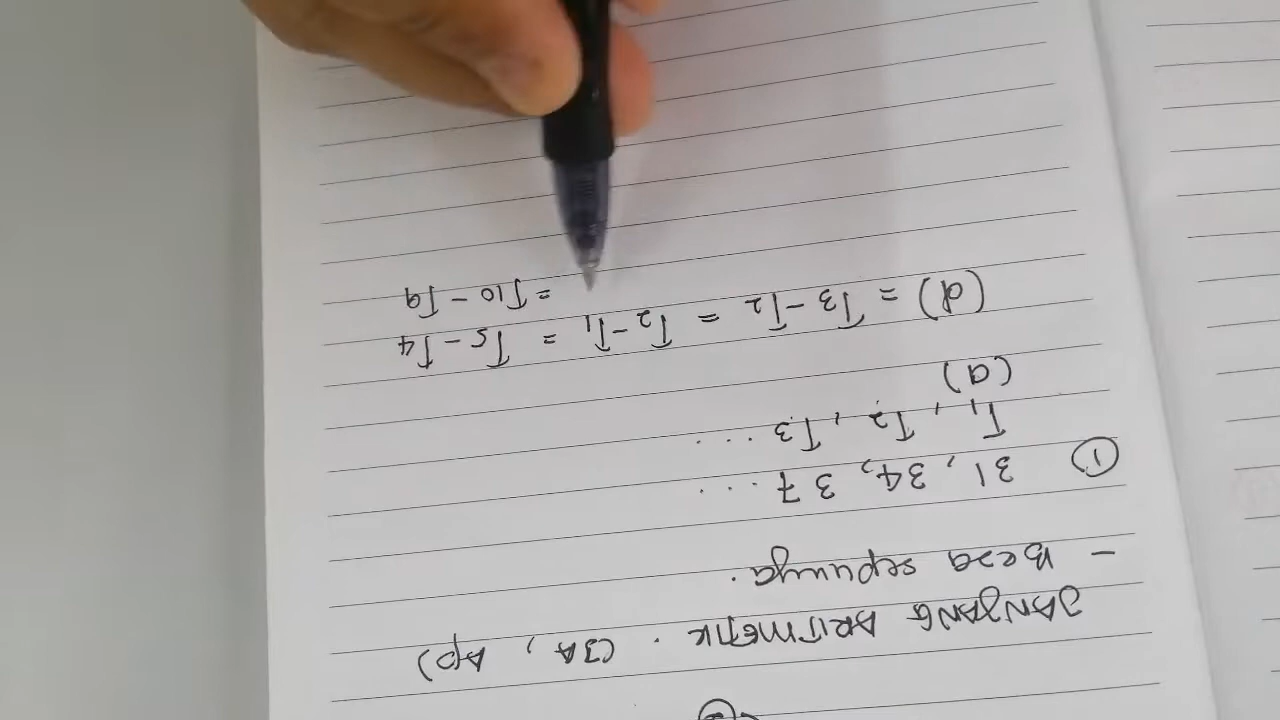 JANJANG ARITMETIK. (JA, AP)
- Beza sepunya.
① 31, 34, 37 ...
T1, T2, T3 ...
(a)
(d) = T3-T2 = T2-T1 = T5-T4
= T10-T9